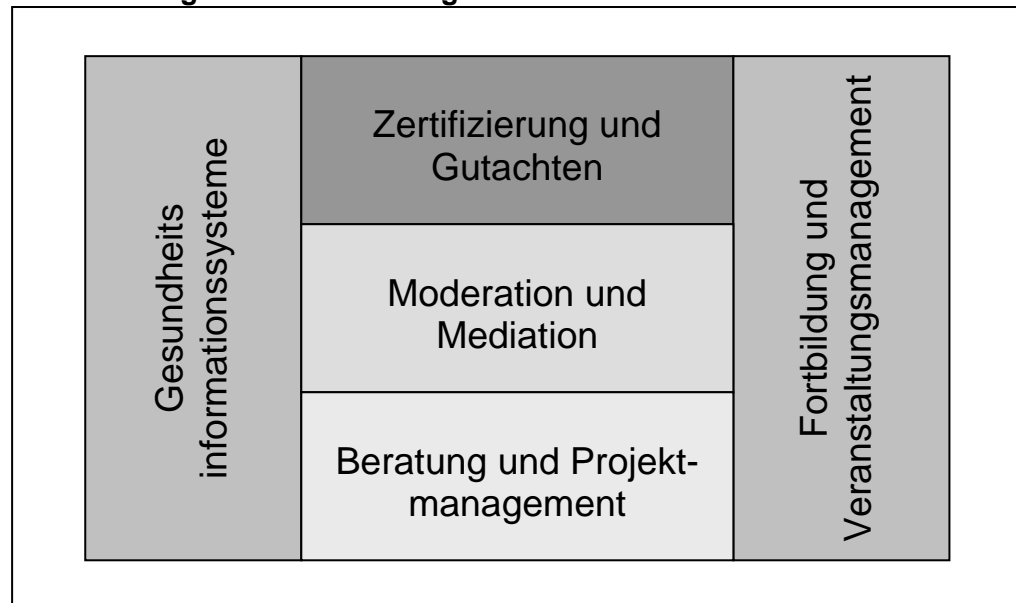 Gesundheits
informationssysteme
Zertifizierung und
Gutachten
Moderation und
Mediation
Beratung und Projekt-
management
Fortbildung und
Veranstaltungsmanagement